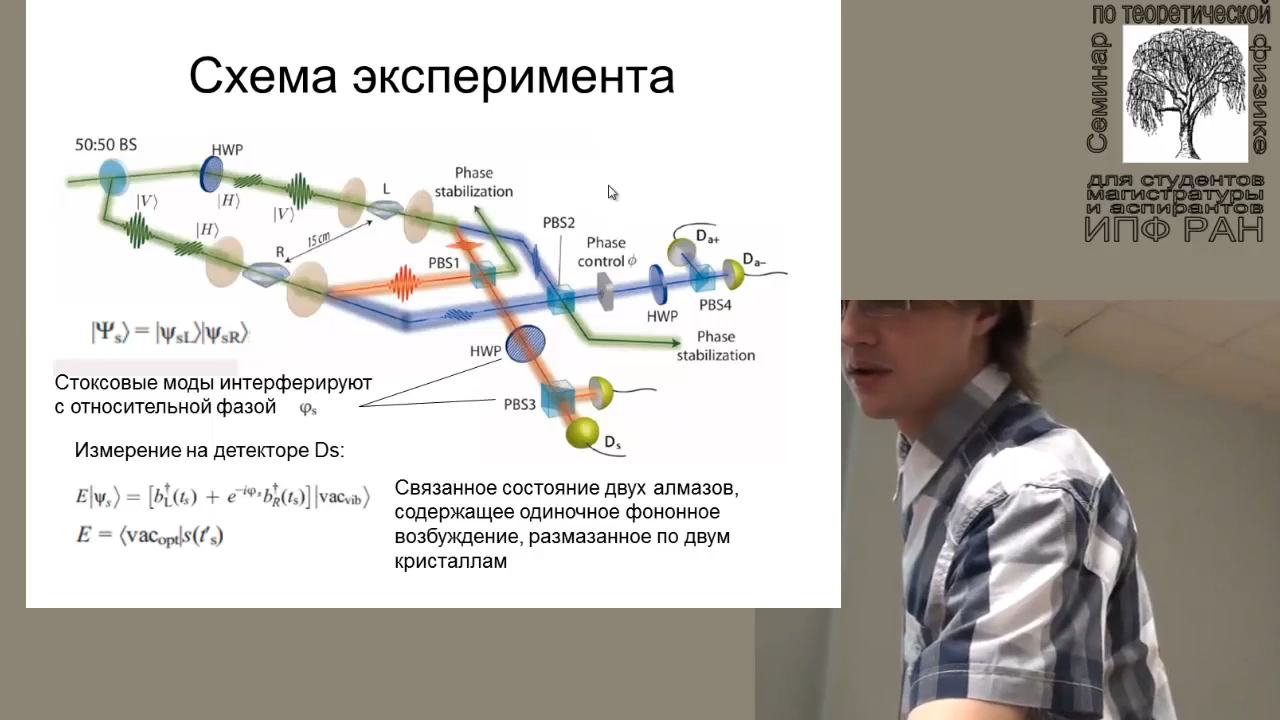 Схема эксперимента
50:50 BS
HWP
|V⟩
|H⟩
|V⟩
|H⟩
L
R
15 cm
Phase
stabilization
PBS1
PBS2
Phase
control ϕ
HWP
Da+
Da−
PBS4
Phase
stabilization
HWP
PBS3
Ds
|Ψs⟩ = |ψsL⟩|ψsR⟩
Стоксовые моды интерферируют
с относительной фазой φs
Измерение на детекторе Ds:
E|ψs⟩ = [b†L(ts) + e−iφs b†R(ts)]|vacvib⟩
E = ⟨vacopt|s(t′s)
Связанное состояние двух алмазов,
содержащее одиночное фононное
возбуждение, размазанное по двум
кристаллам
Семинар
по теоретической
физике
для студентов
магистратуры
и аспирантов
ИПФ РАН